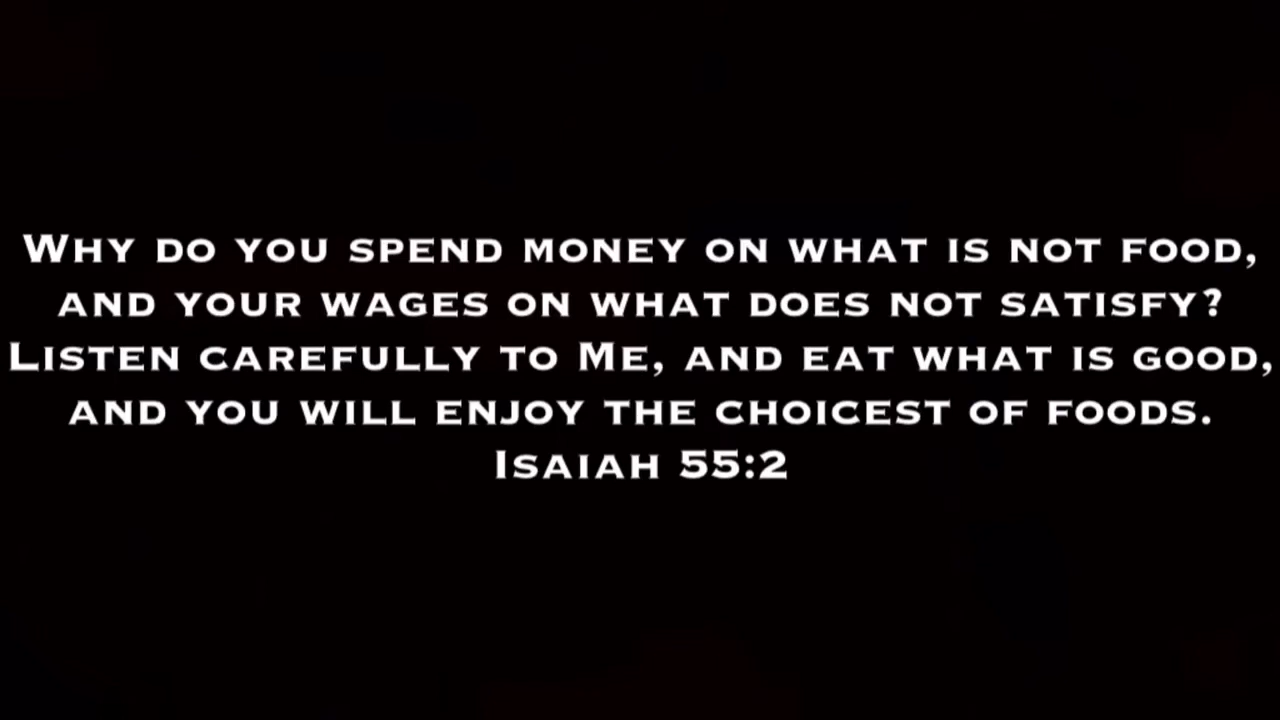 Why do you spend money on what is not food,
and your wages on what does not satisfy?
Listen carefully to Me, and eat what is good,
and you will enjoy the choicest of foods.
Isaiah 55:2